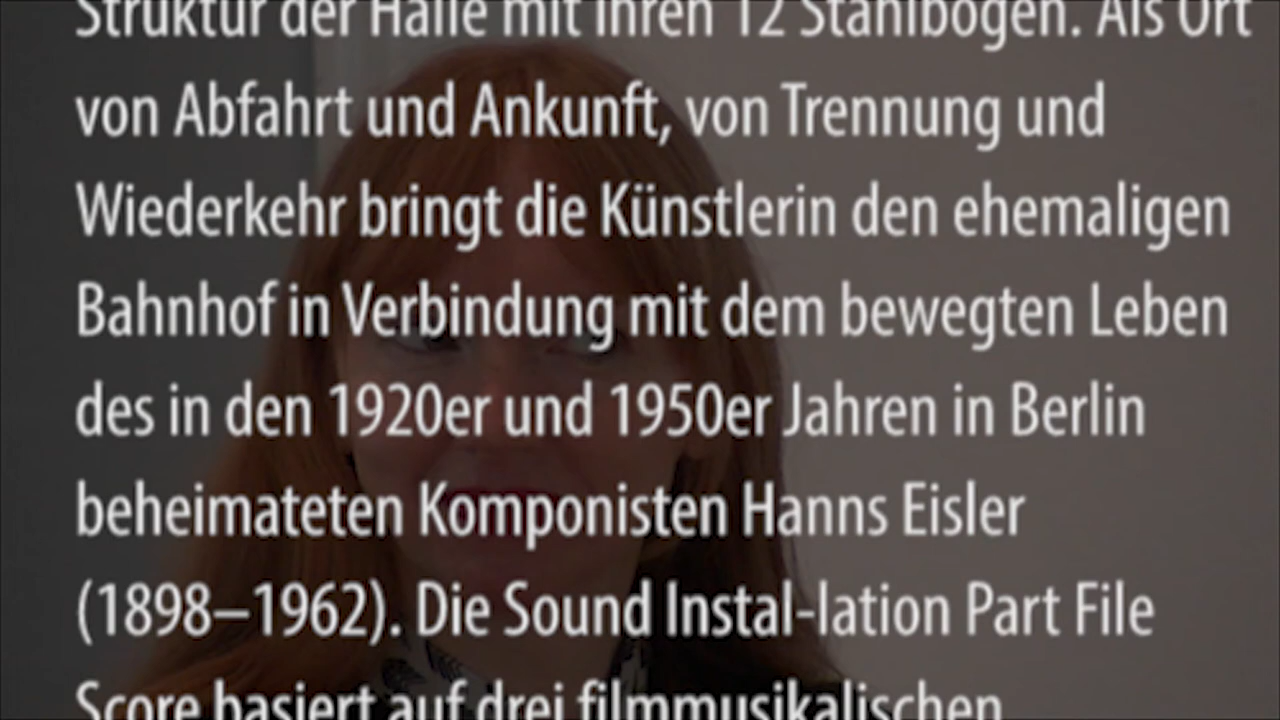 Struktur der Halle mit ihren 12 Stahlbögen. Als Ort
von Abfahrt und Ankunft, von Trennung und
Wiederkehr bringt die Künstlerin den ehemaligen
Bahnhof in Verbindung mit dem bewegten Leben
des in den 1920er und 1950er Jahren in Berlin
beheimateten Komponisten Hanns Eisler
(1898–1962). Die Sound Instal-lation Part File
Score basiert auf drei filmmusikalischen